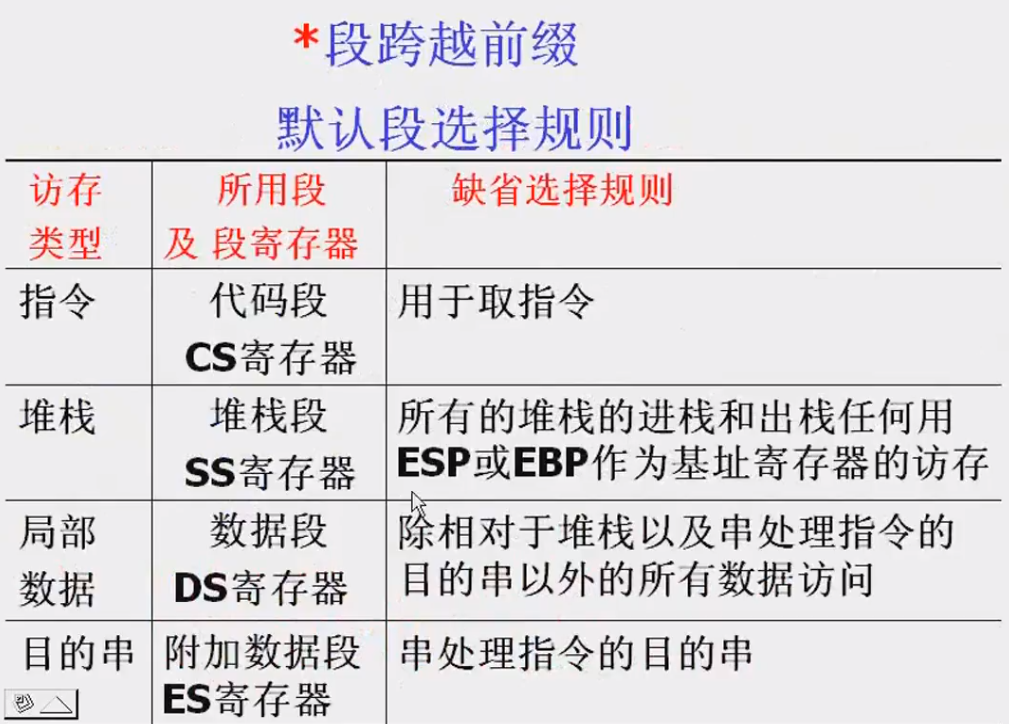 *段跨越前缀
默认段选择规则
访存 所用段 缺省选择规则
类型 及 段寄存器
指令 代码段 用于取指令
CS寄存器
堆栈 堆栈段 所有的堆栈的进栈和出栈任何用
SS寄存器 ESP或EBP作为基址寄存器的访存
局部 数据段 除相对于堆栈以及串处理指令的
数据 DS寄存器 目的串以外的所有数据访问
目的串 附加数据段 串处理指令的目的串
ES寄存器